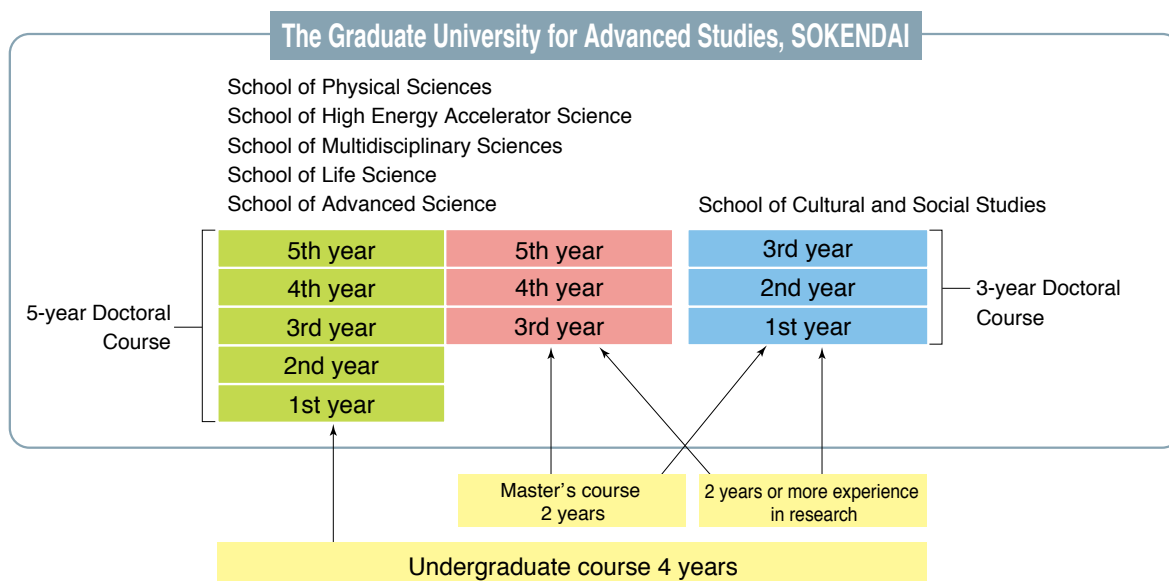 The Graduate University for Advanced Studies, SOKENDAI
School of Physical Sciences
School of High Energy Accelerator Science
School of Multidisciplinary Sciences
School of Life Science
School of Advanced Science
School of Cultural and Social Studies
5-year Doctoral
Course
5th year
4th year
3rd year
2nd year
1st year
5th year
4th year
3rd year
3rd year
2nd year
1st year
3-year Doctoral
Course
Master's course
2 years
2 years or more experience
in research
Undergraduate course 4 years